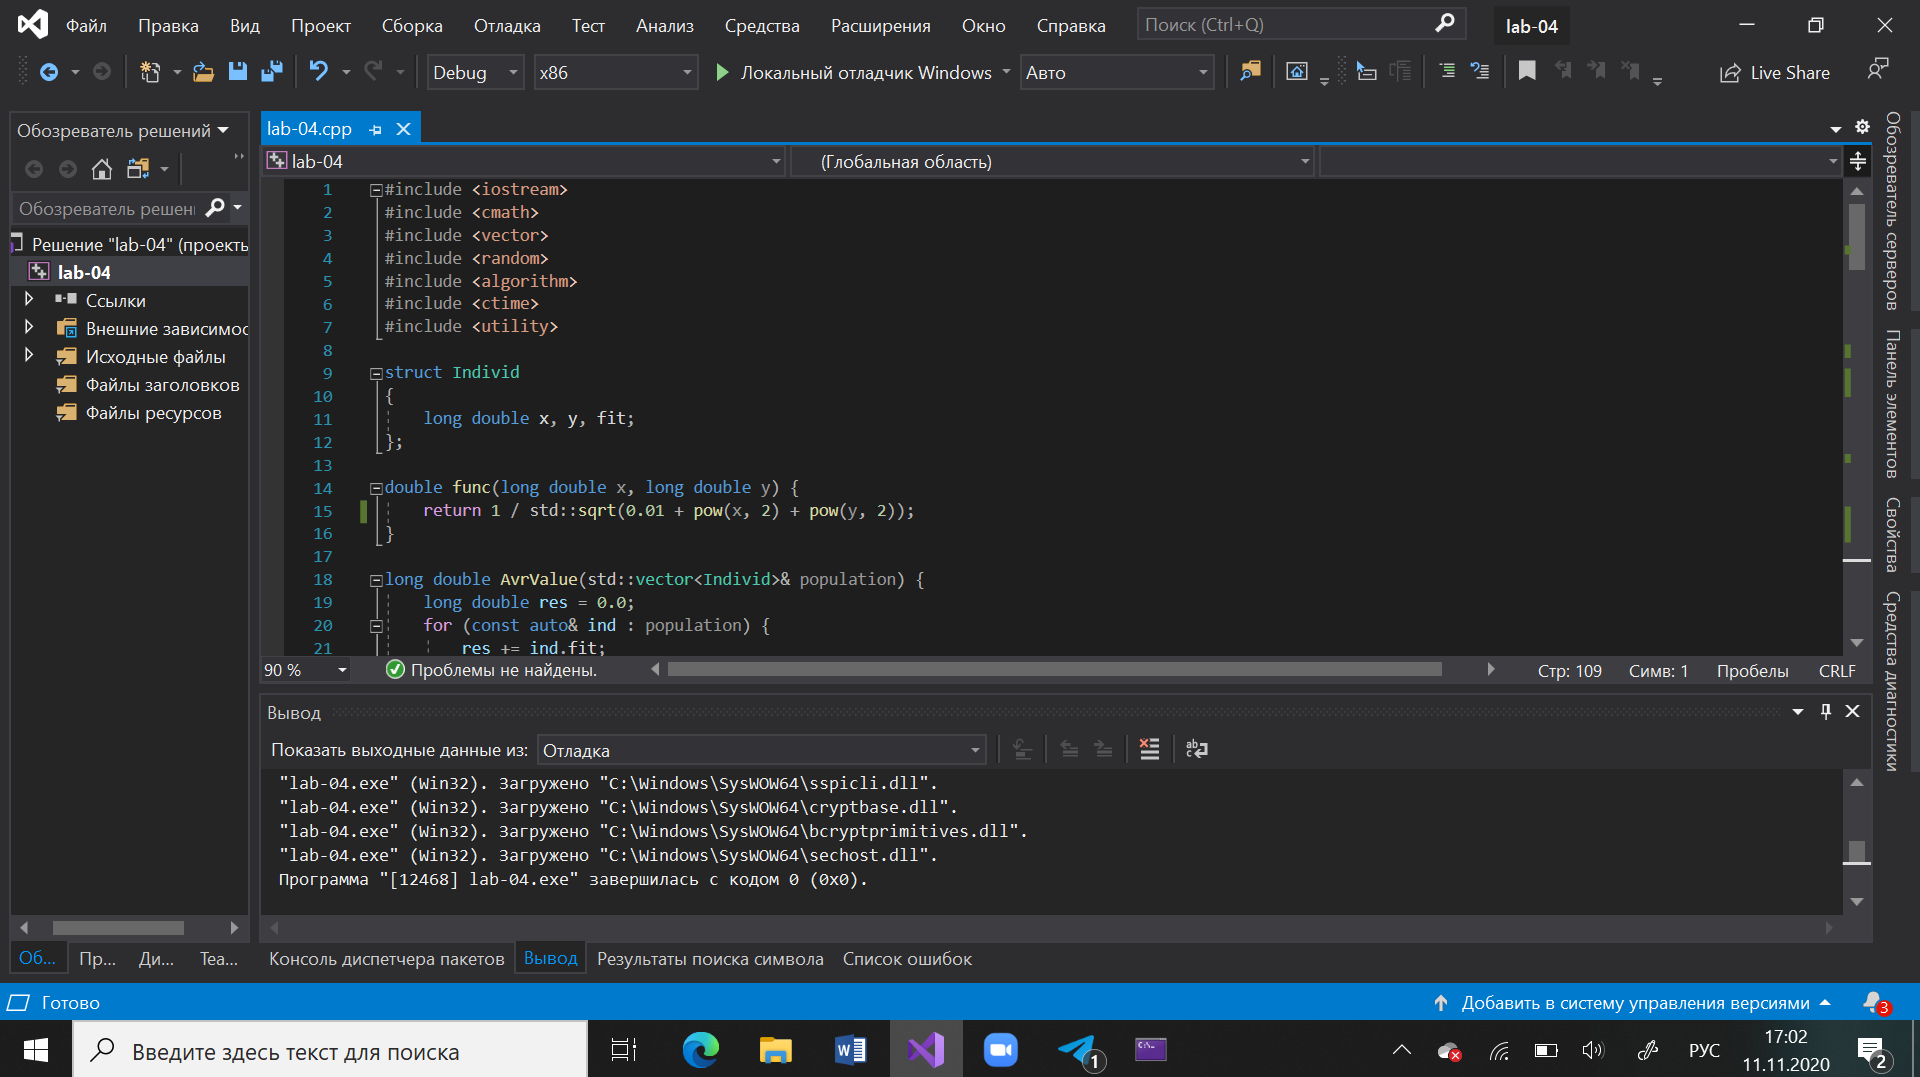 Файл Правка Вид Проект Сборка Отладка Тест Анализ Средства Расширения Окно Справка Поиск (Ctrl+Q) lab-04
Debug x86 Локальный отладчик Windows Авто Live Share
Обозреватель решений
Обозреватель решени
Решение "lab-04" (проекты
lab-04
Ссылки
Внешние зависимос
Исходные файлы
Файлы заголовков
Файлы ресурсов
lab-04.cpp
lab-04 (Глобальная область)
1 #include <iostream>
2 #include <cmath>
3 #include <vector>
4 #include <random>
5 #include <algorithm>
6 #include <ctime>
7 #include <utility>
8
9 struct Individ
10 {
11 long double x, y, fit;
12 };
13
14 double func(long double x, long double y) {
15 return 1 / std::sqrt(0.01 + pow(x, 2) + pow(y, 2));
16 }
17
18 long double AvrValue(std::vector<Individ>& population) {
19 long double res = 0.0;
20 for (const auto& ind : population) {
21 res += ind.fit;
90 % Проблемы не найдены. Стр: 109 Симв: 1 Пробелы CRLF
Вывод
Показать выходные данные из: Отладка
"lab-04.exe" (Win32). Загружено "C:\Windows\SysWOW64\sspicli.dll".
"lab-04.exe" (Win32). Загружено "C:\Windows\SysWOW64\cryptbase.dll".
"lab-04.exe" (Win32). Загружено "C:\Windows\SysWOW64\bcryptprimitives.dll".
"lab-04.exe" (Win32). Загружено "C:\Windows\SysWOW64\sechost.dll".
Программа "[12468] lab-04.exe" завершилась с кодом 0 (0x0).
Об... Пр... Ди... Tea... Консоль диспетчера пакетов Вывод Результаты поиска символа Список ошибок
Обозреватель серверов
Панель элементов
Свойства
Средства диагностики
Готово Добавить в систему управления версиями 3
Введите здесь текст для поиска 1 РУС 17:02
11.11.2020 2